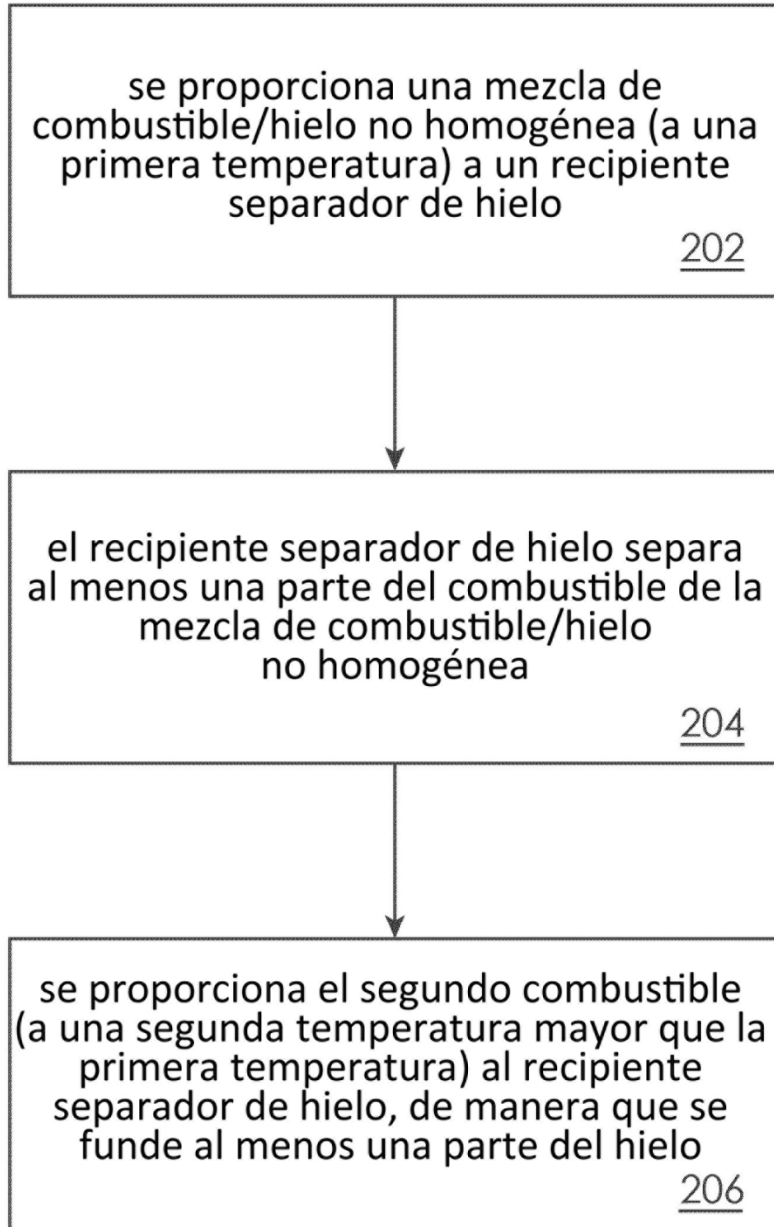 se proporciona una mezcla de
combustible/hielo no homogénea (a una
primera temperatura) a un recipiente
separador de hielo
202
el recipiente separador de hielo separa
al menos una parte del combustible de la
mezcla de combustible/hielo
no homogénea
204
se proporciona el segundo combustible
(a una segunda temperatura mayor que la
primera temperatura) al recipiente
separador de hielo, de manera que se
funde al menos una parte del hielo
206